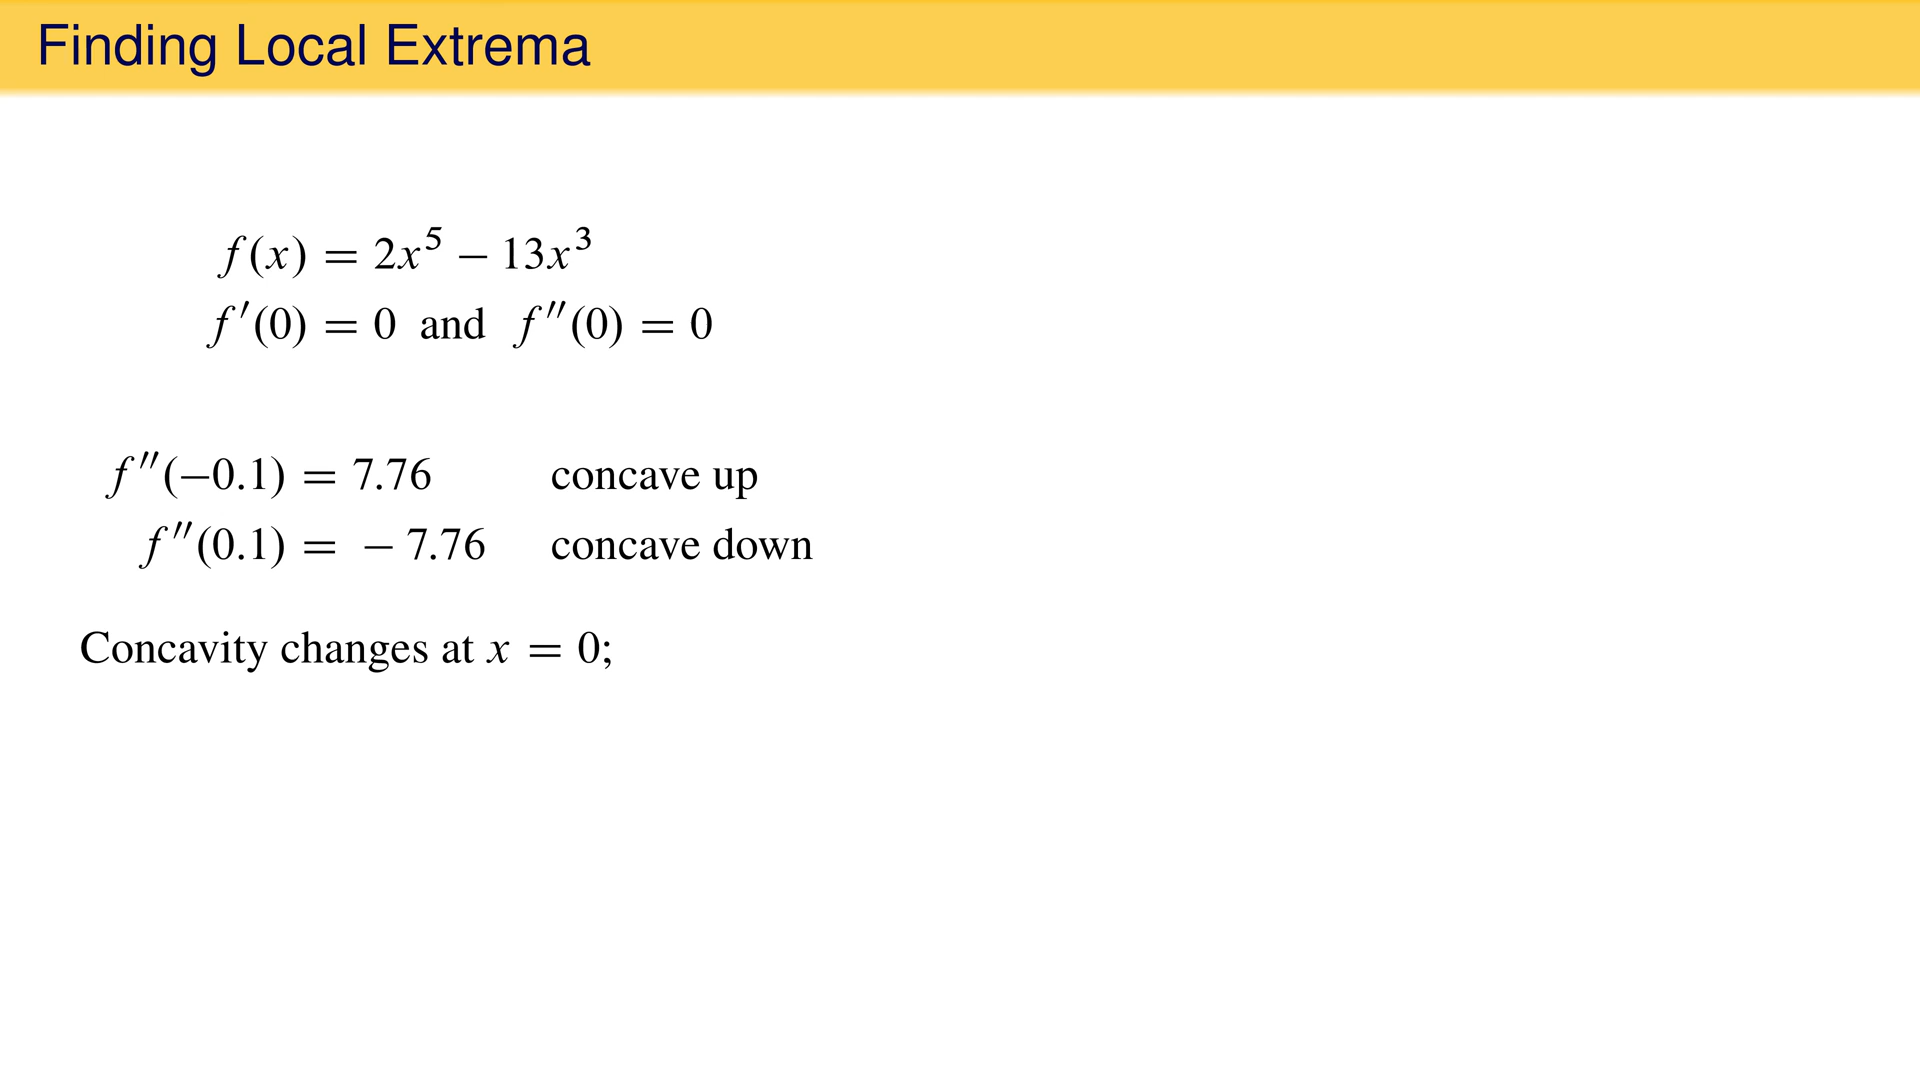 Finding Local Extrema
f(x) = 2x⁵ − 13x³
f′(0) = 0 and f″(0) = 0
f″(−0.1) = 7.76 concave up
f″(0.1) = − 7.76 concave down
Concavity changes at x = 0;